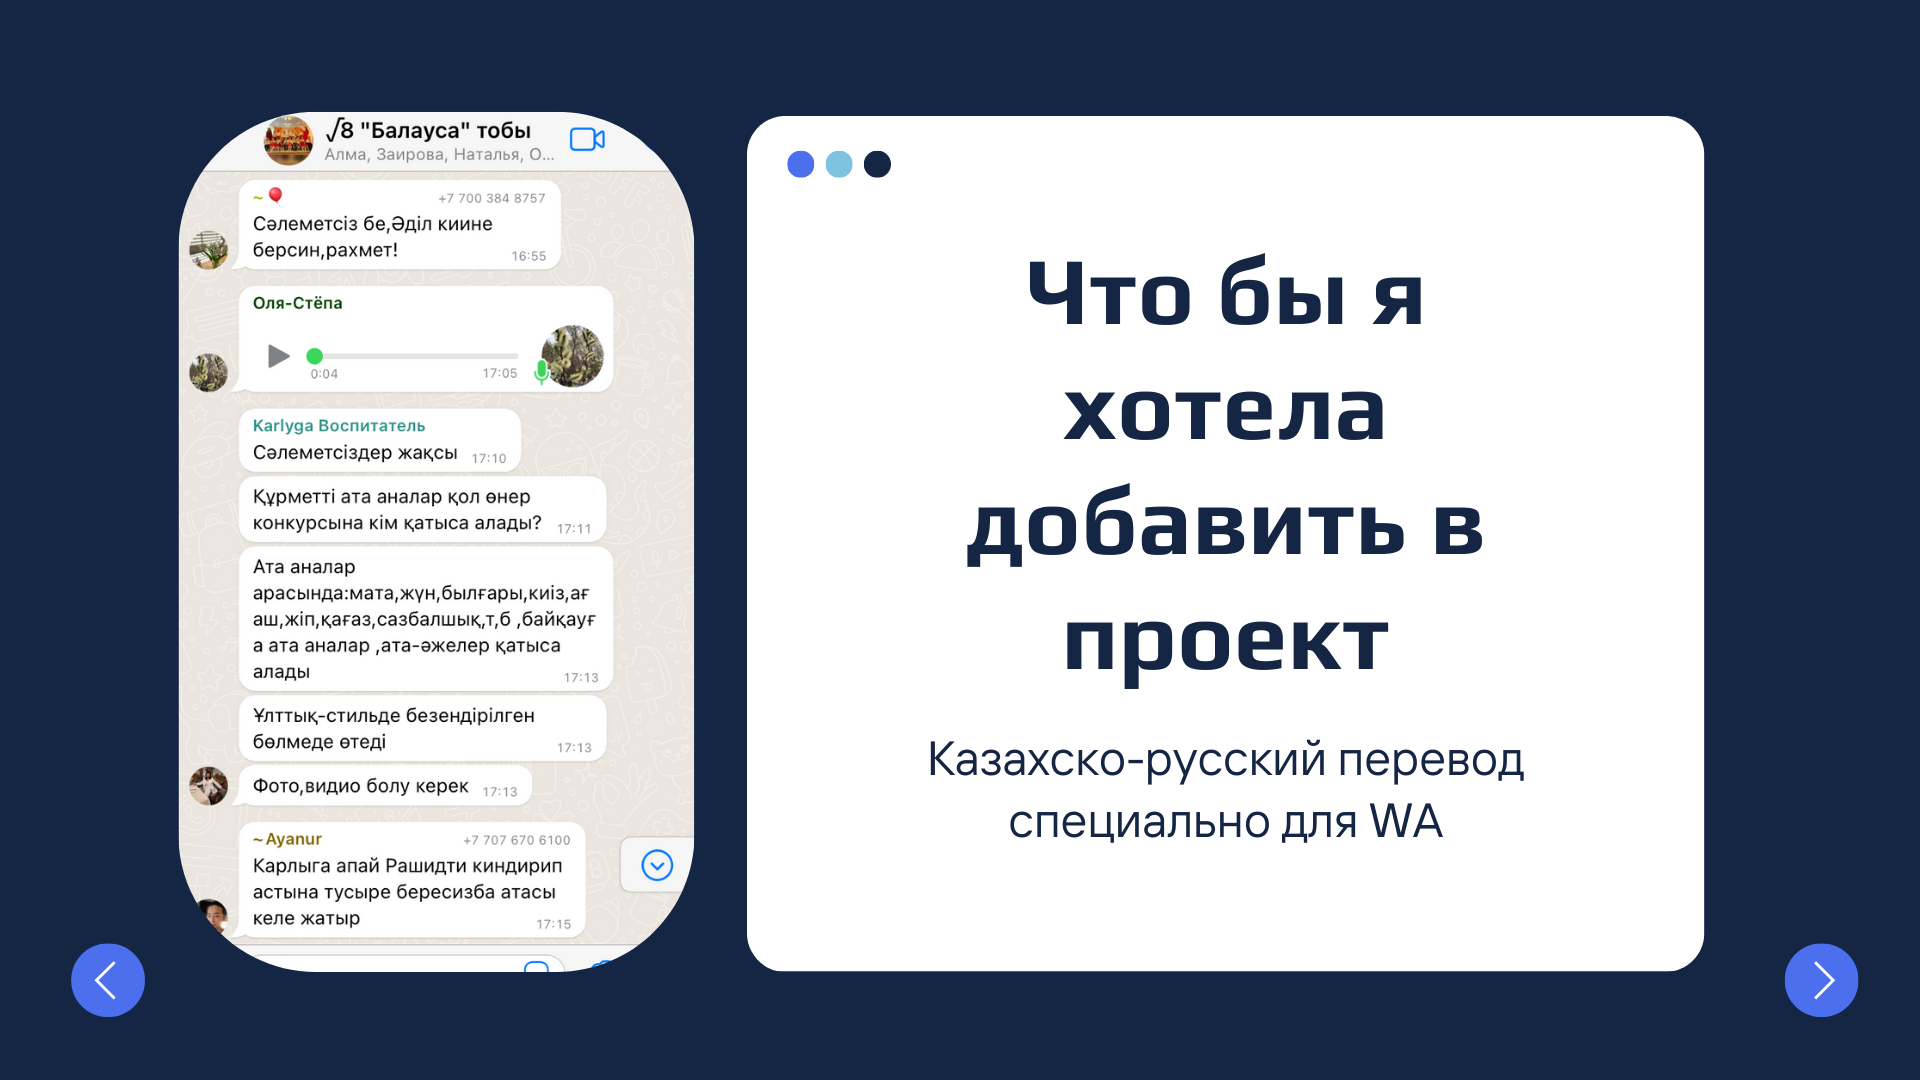 √8 "Балауса" тобы
Алма, Заирова, Наталья, О...
~🎈 +7 700 384 8757
Сәлеметсіз бе,Әділ киине
берсин,рахмет!
16:55
Оля-Стёпа
0:04 17:05
Karlyga Воспитатель
Сәлеметсіздер жақсы 17:10
Құрметті ата аналар қол өнер
конкурсына кім қатыса алады? 17:11
Ата аналар
арасында:мата,жүн,былғары,киіз,ағ
аш,жіп,қағаз,сазбалшық,т,б ,байқауғ
а ата аналар ,ата-әжелер қатыса
алады
17:13
Ұлттық-стильде безендірілген
бөлмеде өтеді 17:13
Фото,видио болу керек 17:13
~Ayanur +7 707 670 6100
Карлыга апай Рашидти киндирип
астына тусыре бересизба атасы
келе жатыр
17:15
Что бы я
хотела
добавить в
проект
Казахско-русский перевод
специально для WA